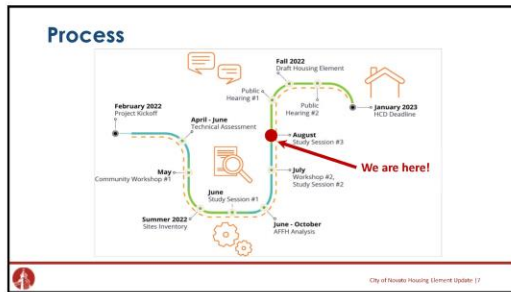 Process
February 2022
Project Kickoff
April - June
Technical Assessment
May
Community Workshop #1
Summer 2022
Sites Inventory
June
Study Session #1
June - October
AFFH Analysis
July
Workshop #2,
Study Session #2
August
Study Session #3
We are here!
Public
Hearing #1
Fall 2022
Draft Housing Element
Public
Hearing #2
January 2023
HCD Deadline
City of Novato Housing Element Update |7